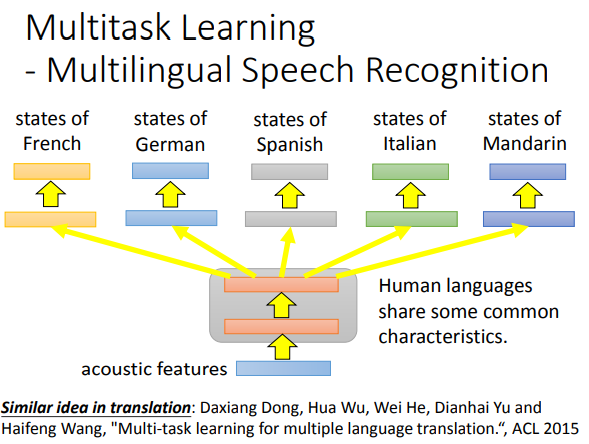 Multitask Learning
- Multilingual Speech Recognition
states of French
states of German
states of Spanish
states of Italian
states of Mandarin
Human languages
share some common
characteristics.
acoustic features
Similar idea in translation: Daxiang Dong, Hua Wu, Wei He, Dianhai Yu and
Haifeng Wang, "Multi-task learning for multiple language translation.“, ACL 2015